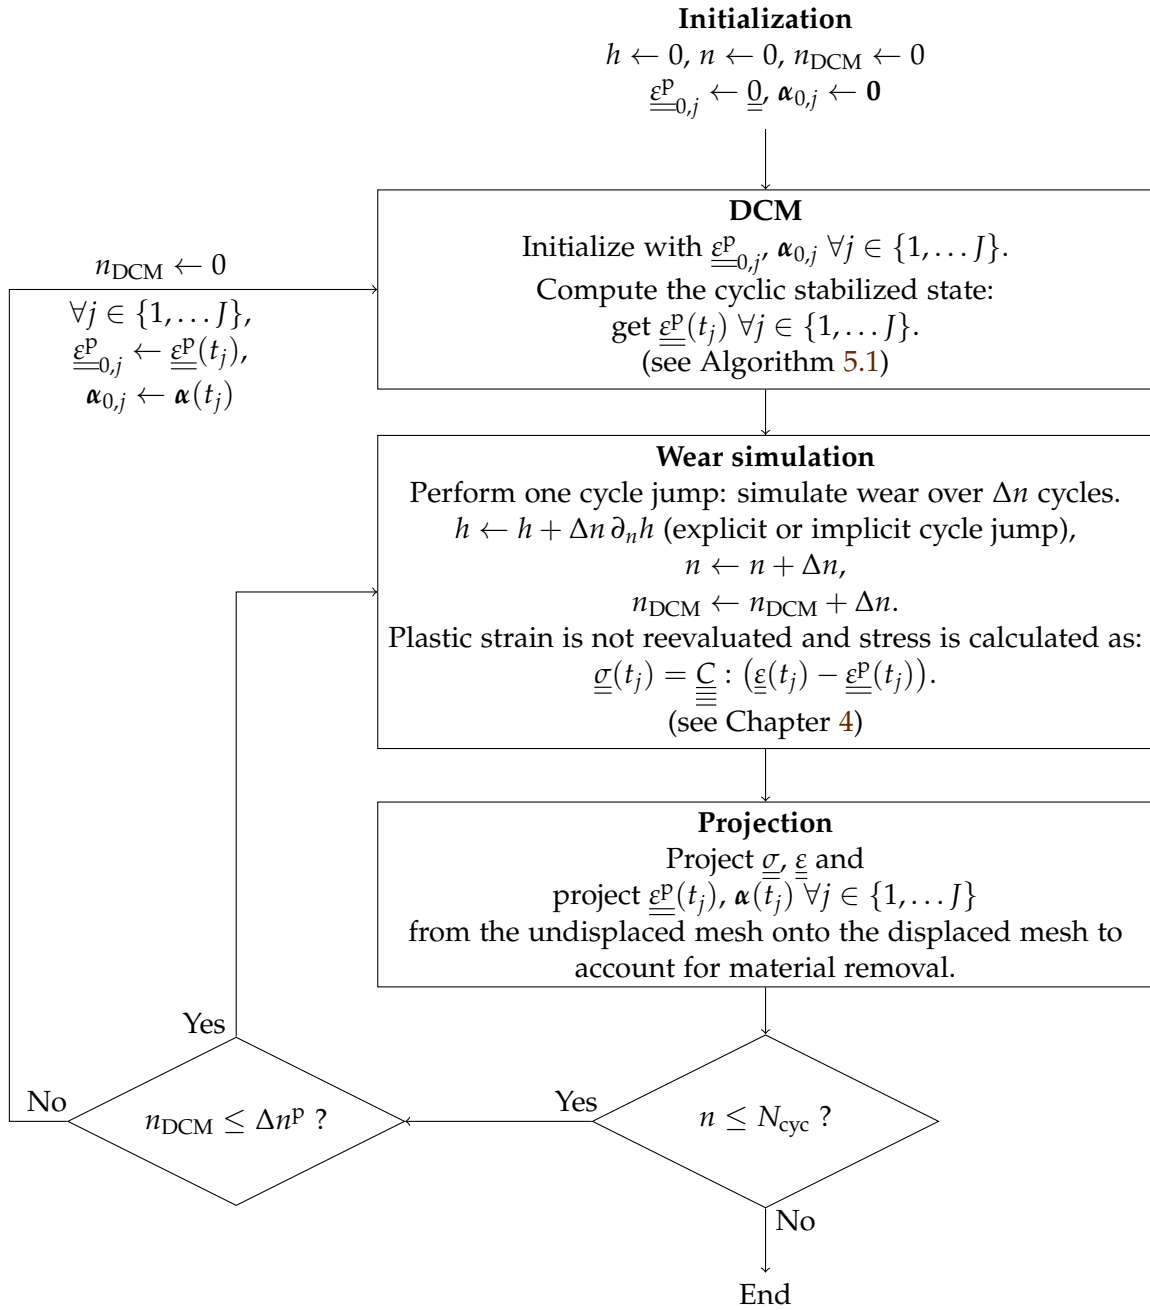 Initialization
h ← 0, n ← 0, n_DCM ← 0
ε̳ᵖ_{0,j} ← 0̳, α_{0,j} ← 0
DCM
Initialize with ε̳ᵖ_{0,j}, α_{0,j} ∀j ∈ {1, … J}.
Compute the cyclic stabilized state:
get ε̳ᵖ(t_j) ∀j ∈ {1, … J}.
(see Algorithm 5.1)
n_DCM ← 0
∀j ∈ {1, … J},
ε̳ᵖ_{0,j} ← ε̳ᵖ(t_j),
α_{0,j} ← α(t_j)
Wear simulation
Perform one cycle jump: simulate wear over Δn cycles.
h ← h + Δn ∂_n h (explicit or implicit cycle jump),
n ← n + Δn,
n_DCM ← n_DCM + Δn.
Plastic strain is not reevaluated and stress is calculated as:
σ̳(t_j) = C̳̳ : (ε̳(t_j) − ε̳ᵖ(t_j)).
(see Chapter 4)
Projection
Project σ̳, ε̳ and
project ε̳ᵖ(t_j), α(t_j) ∀j ∈ {1, … J}
from the undisplaced mesh onto the displaced mesh to
account for material removal.
Yes
No
n_DCM ≤ Δnᵖ ?
Yes
n ≤ N_cyc ?
No
End